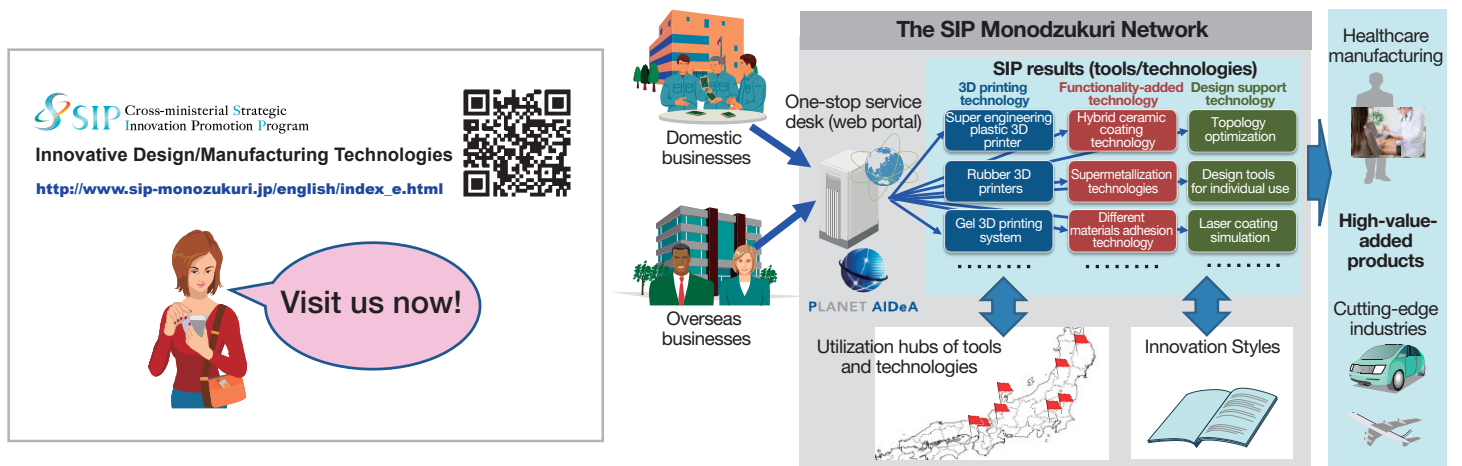 SIP Cross-ministerial Strategic
Innovation Promotion Program
Innovative Design/Manufacturing Technologies
http://www.sip-monozukuri.jp/english/index_e.html
Visit us now!
Domestic
businesses
Overseas
businesses
The SIP Monodzukuri Network
One-stop service
desk (web portal)
PLANET AIDeA
SIP results (tools/technologies)
3D printing
technology
Super engineering
plastic 3D
printer
Rubber 3D
printers
Gel 3D printing
system
........
Functionality-added
technology
Hybrid ceramic
coating
technology
Supermetallization
technologies
Different
materials adhesion
technology
........
Design support
technology
Topology
optimization
Design tools
for individual use
Laser coating
simulation
........
Utilization hubs of tools
and technologies
Innovation Styles
Healthcare
manufacturing
High-value-
added
products
Cutting-edge
industries